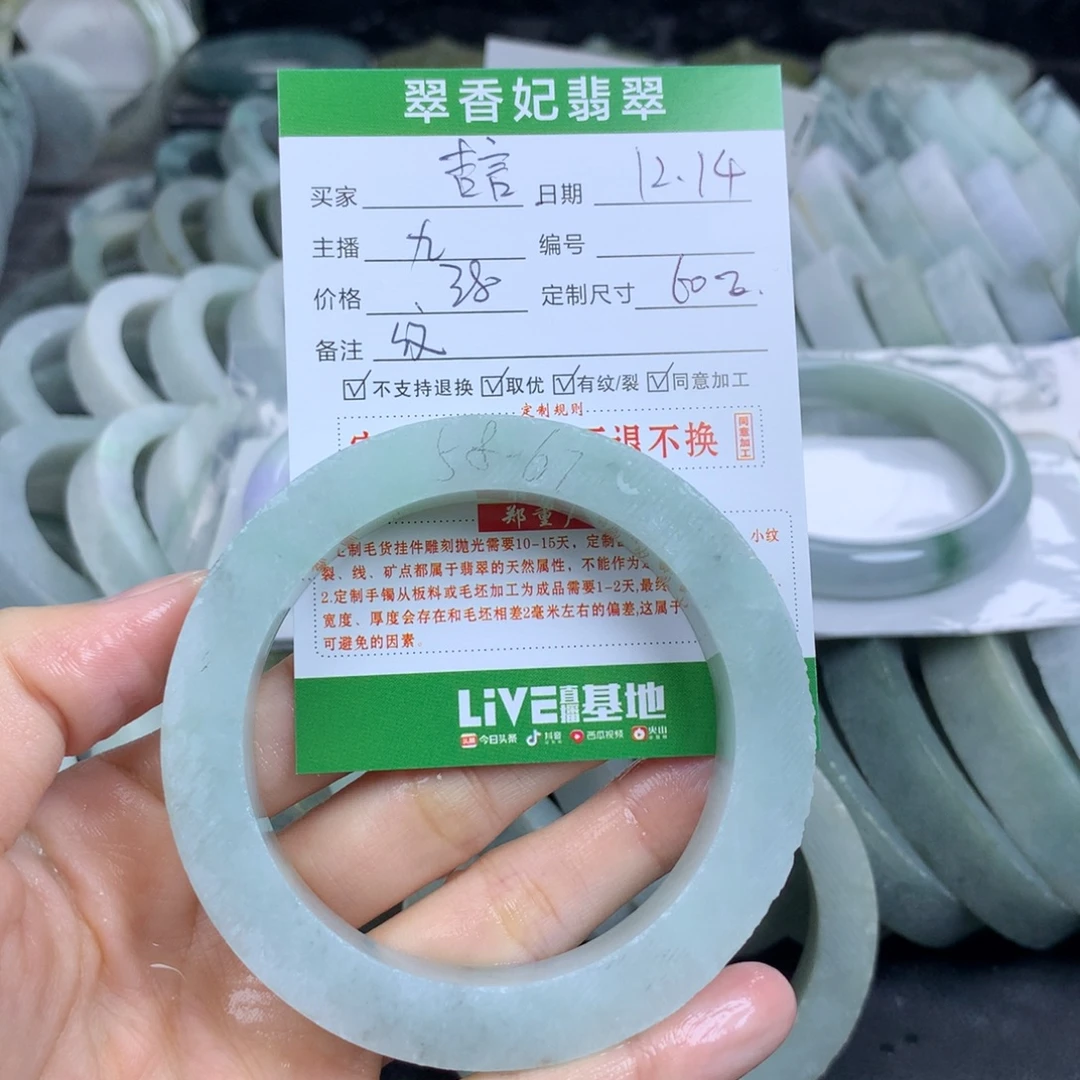 翠香妃翡翠
买家 吉言 日期 12.14
主播 九 编号
价格 38 定制尺寸 60
备注 纹
☑不支持退换 ☑取优 ☑有纹/裂 ☑同意加工
定制规则
退不换 同意加工
58-67
郑重
小纹
定制毛货挂件雕刻抛光需要10-15天，定制
裂、线、矿点都属于翡翠的天然属性，不能作为
2.定制手镯从板料或毛坯加工为成品需要1-2天,最终
宽度、厚度会存在和毛坯相差2毫米左右的偏差,这属于
可避免的因素
LIVE直播基地
头条 今日头条 抖音 西瓜视频 火山